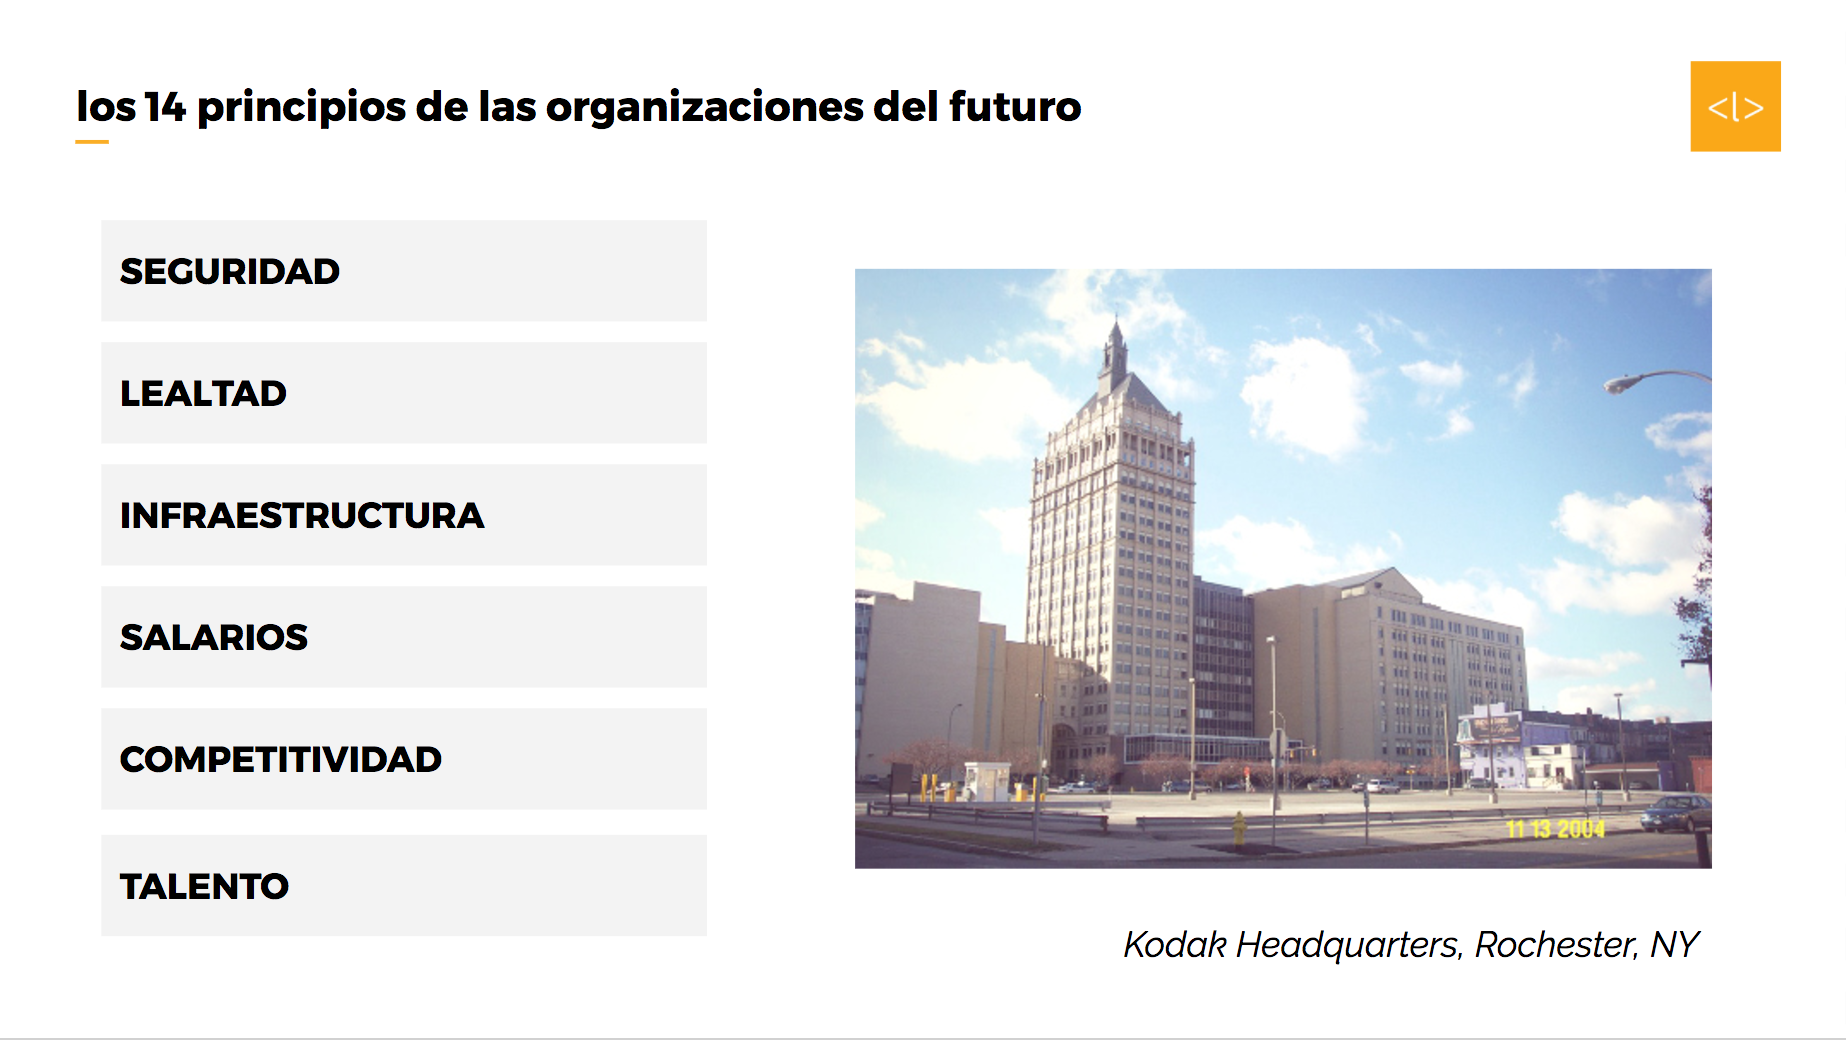 los 14 principios de las organizaciones del futuro
<l>
SEGURIDAD
LEALTAD
INFRAESTRUCTURA
SALARIOS
COMPETITIVIDAD
TALENTO
11 13 2004
Kodak Headquarters, Rochester, NY